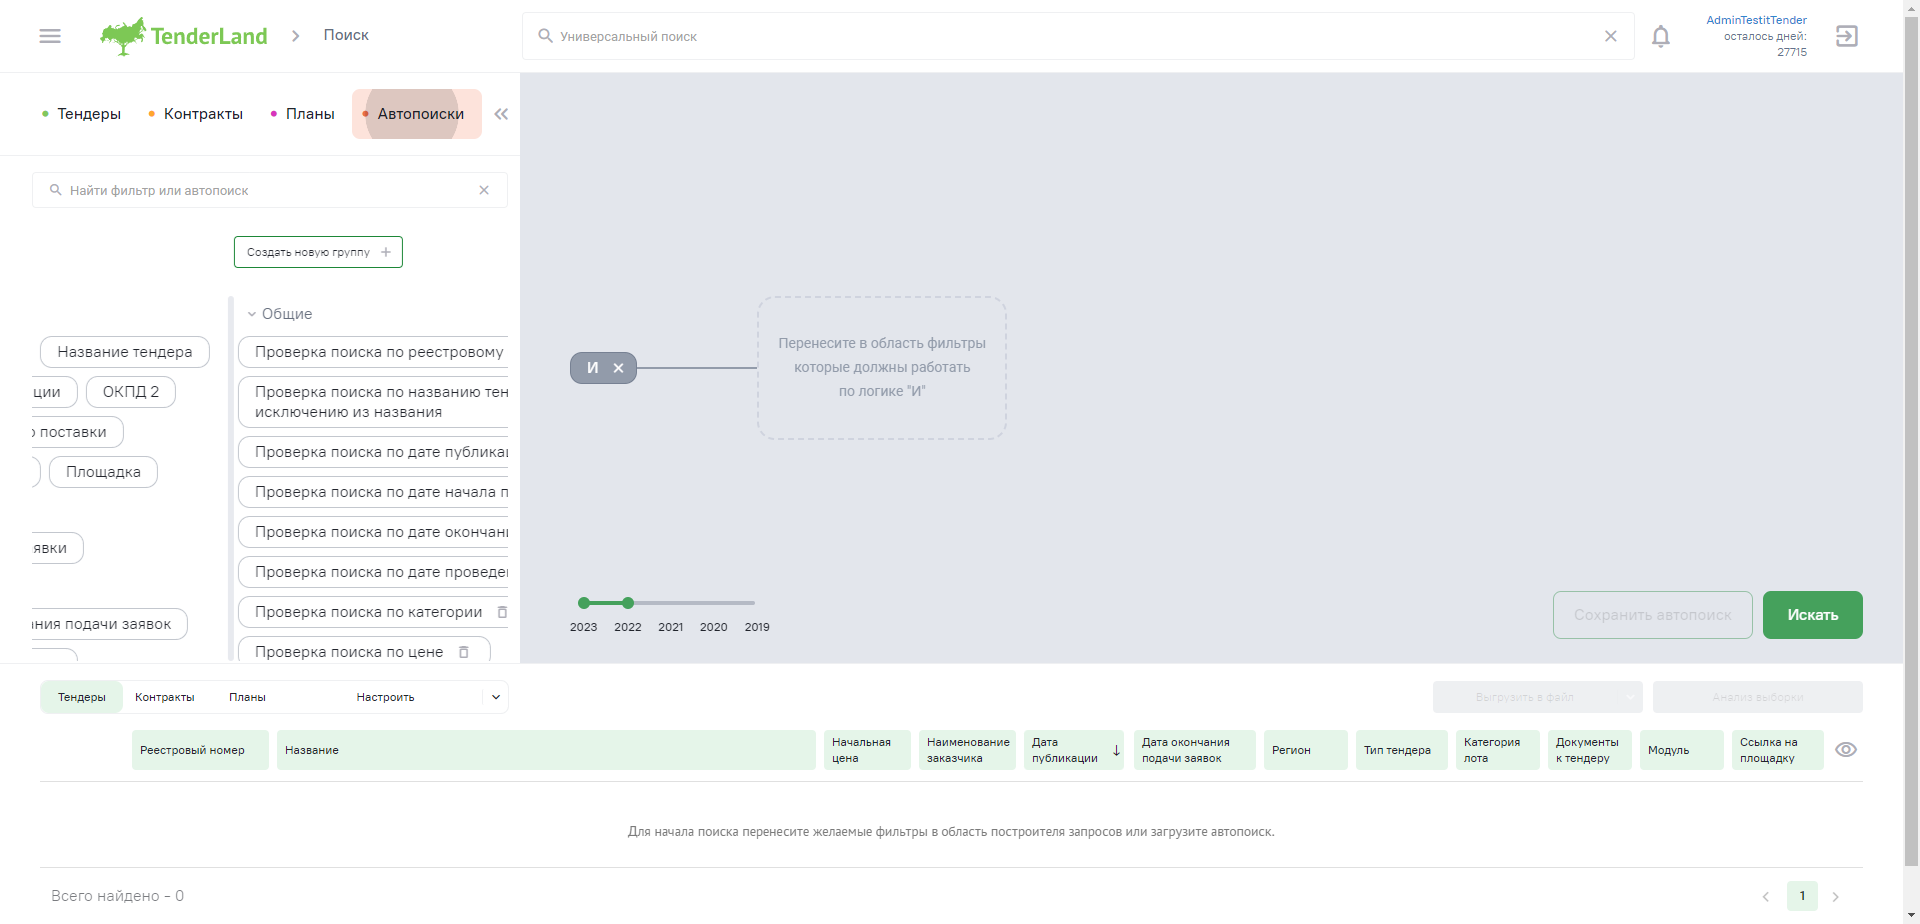 TenderLand
Поиск
Универсальный поиск
AdminTestitTender
осталось дней:
27715
Тендеры
Контракты
Планы
Автопоиски
Найти фильтр или автопоиск
Создать новую группу
Общие
Название тендера
Проверка поиска по реестровому
ции
ОКПД 2
Проверка поиска по названию тен
исключению из названия
о поставки
Проверка поиска по дате публика
Площадка
Проверка поиска по дате начала п
Проверка поиска по дате окончан
явки
Проверка поиска по дате проведе
Проверка поиска по категории
ания подачи заявок
Проверка поиска по цене
И
Перенесите в область фильтры
которые должны работать
по логике "И"
2023
2022
2021
2020
2019
Сохранить автопоиск
Искать
Тендеры
Контракты
Планы
Настроить
Выгрузить в файл
Анализ выборки
Реестровый номер
Название
Начальная
цена
Наименование
заказчика
Дата
публикации
Дата окончания
подачи заявок
Регион
Тип тендера
Категория
лота
Документы
к тендеру
Модуль
Ссылка на
площадку
Для начала поиска перенесите желаемые фильтры в область построителя запросов или загрузите автопоиск.
Всего найдено - 0
1